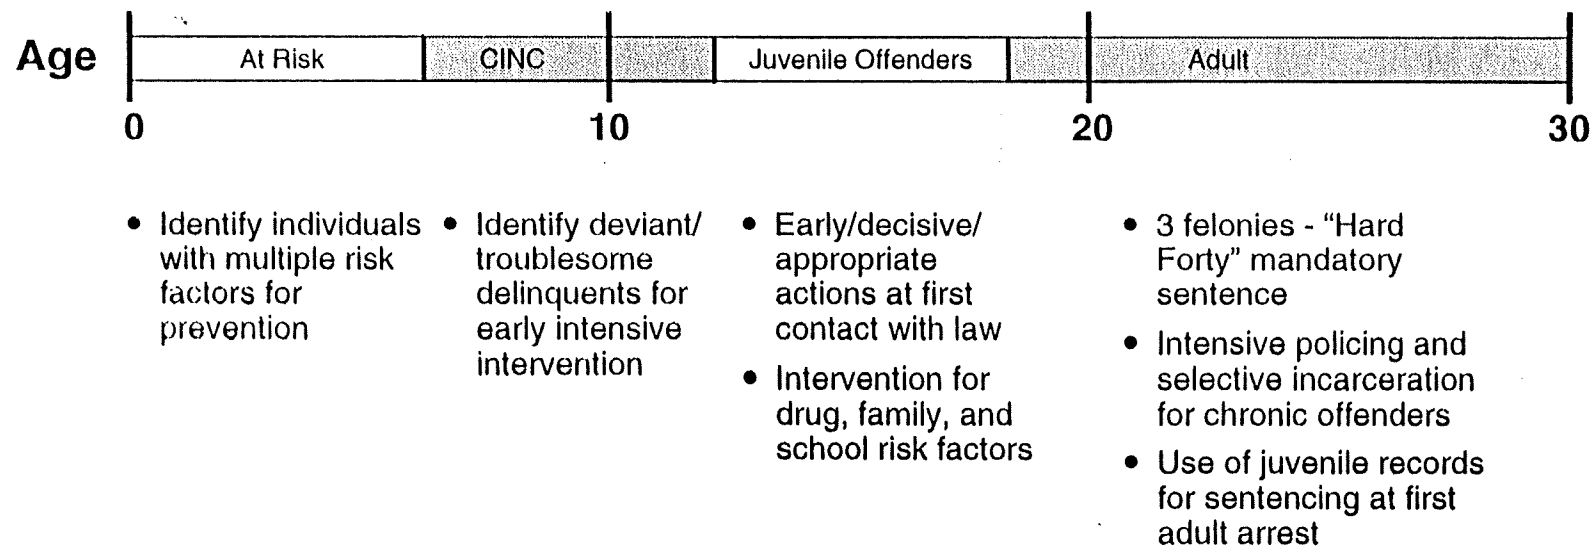 Age
At Risk
CINC
Juvenile Offenders
Adult
0
10
20
30
• Identify individuals
with multiple risk
factors for
prevention
• Identify deviant/
troublesome
delinquents for
early intensive
intervention
• Early/decisive/
appropriate
actions at first
contact with law
• Intervention for
drug, family, and
school risk factors
• 3 felonies - “Hard
Forty” mandatory
sentence
• Intensive policing and
selective incarceration
for chronic offenders
• Use of juvenile records
for sentencing at first
adult arrest